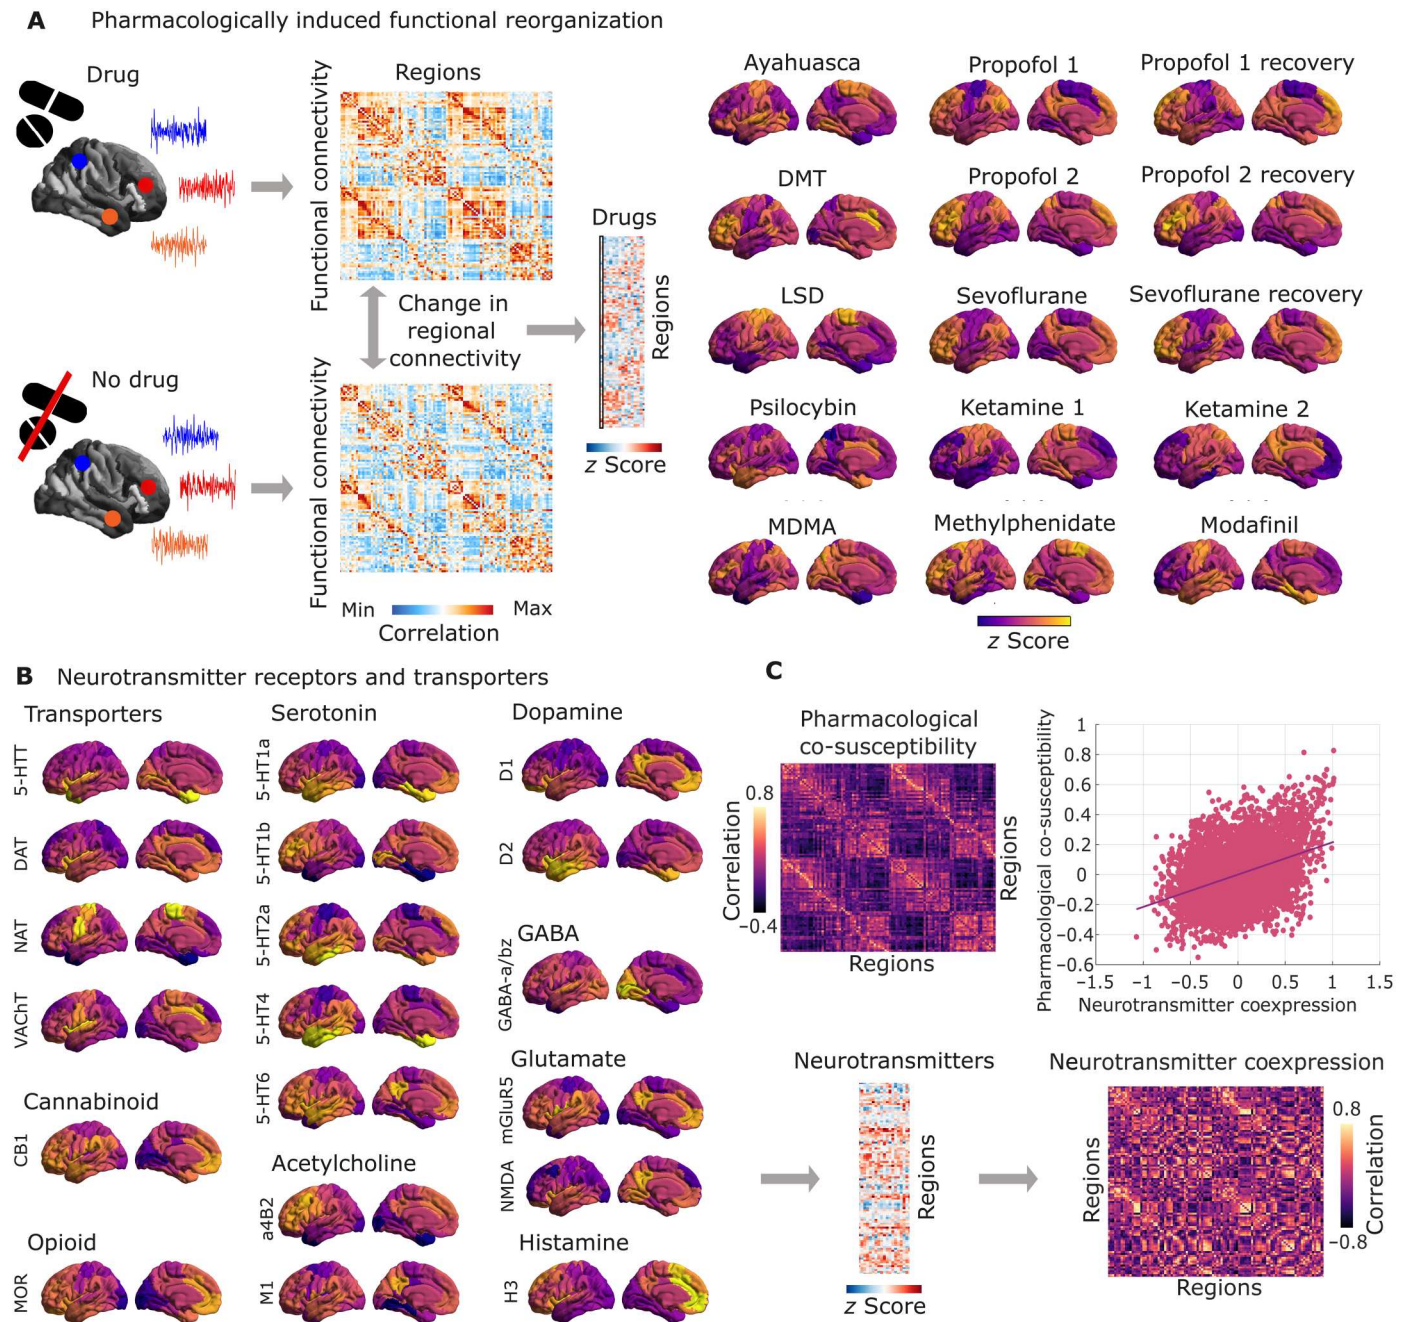 A Pharmacologically induced functional reorganization
Drug
Functional connectivity
Regions
No drug
Functional connectivity
Change in
regional
connectivity
Min
Max
Correlation
Drugs
Regions
z Score
Ayahuasca
Propofol 1
Propofol 1 recovery
DMT
Propofol 2
Propofol 2 recovery
LSD
Sevoflurane
Sevoflurane recovery
Psilocybin
Ketamine 1
Ketamine 2
MDMA
Methylphenidate
Modafinil
z Score
B Neurotransmitter receptors and transporters
Transporters
5-HTT
DAT
NAT
VAChT
Cannabinoid
CB1
Opioid
MOR
Serotonin
5-HT1a
5-HT1b
5-HT2a
5-HT4
5-HT6
Acetylcholine
a4B2
M1
Dopamine
D1
D2
GABA
GABA-a/bz
Glutamate
mGluR5
NMDA
Histamine
H3
C
Pharmacological
co-susceptibility
0.8
Correlation
−0.4
Regions
Regions
Pharmacological co-susceptibility
1
0.8
0.6
0.4
0.2
0
−0.2
−0.4
−0.6
−1.5
−1
−0.5
0
0.5
1
1.5
Neurotransmitter coexpression
Neurotransmitters
Regions
z Score
Neurotransmitter coexpression
Regions
0.8
Correlation
−0.8
Regions